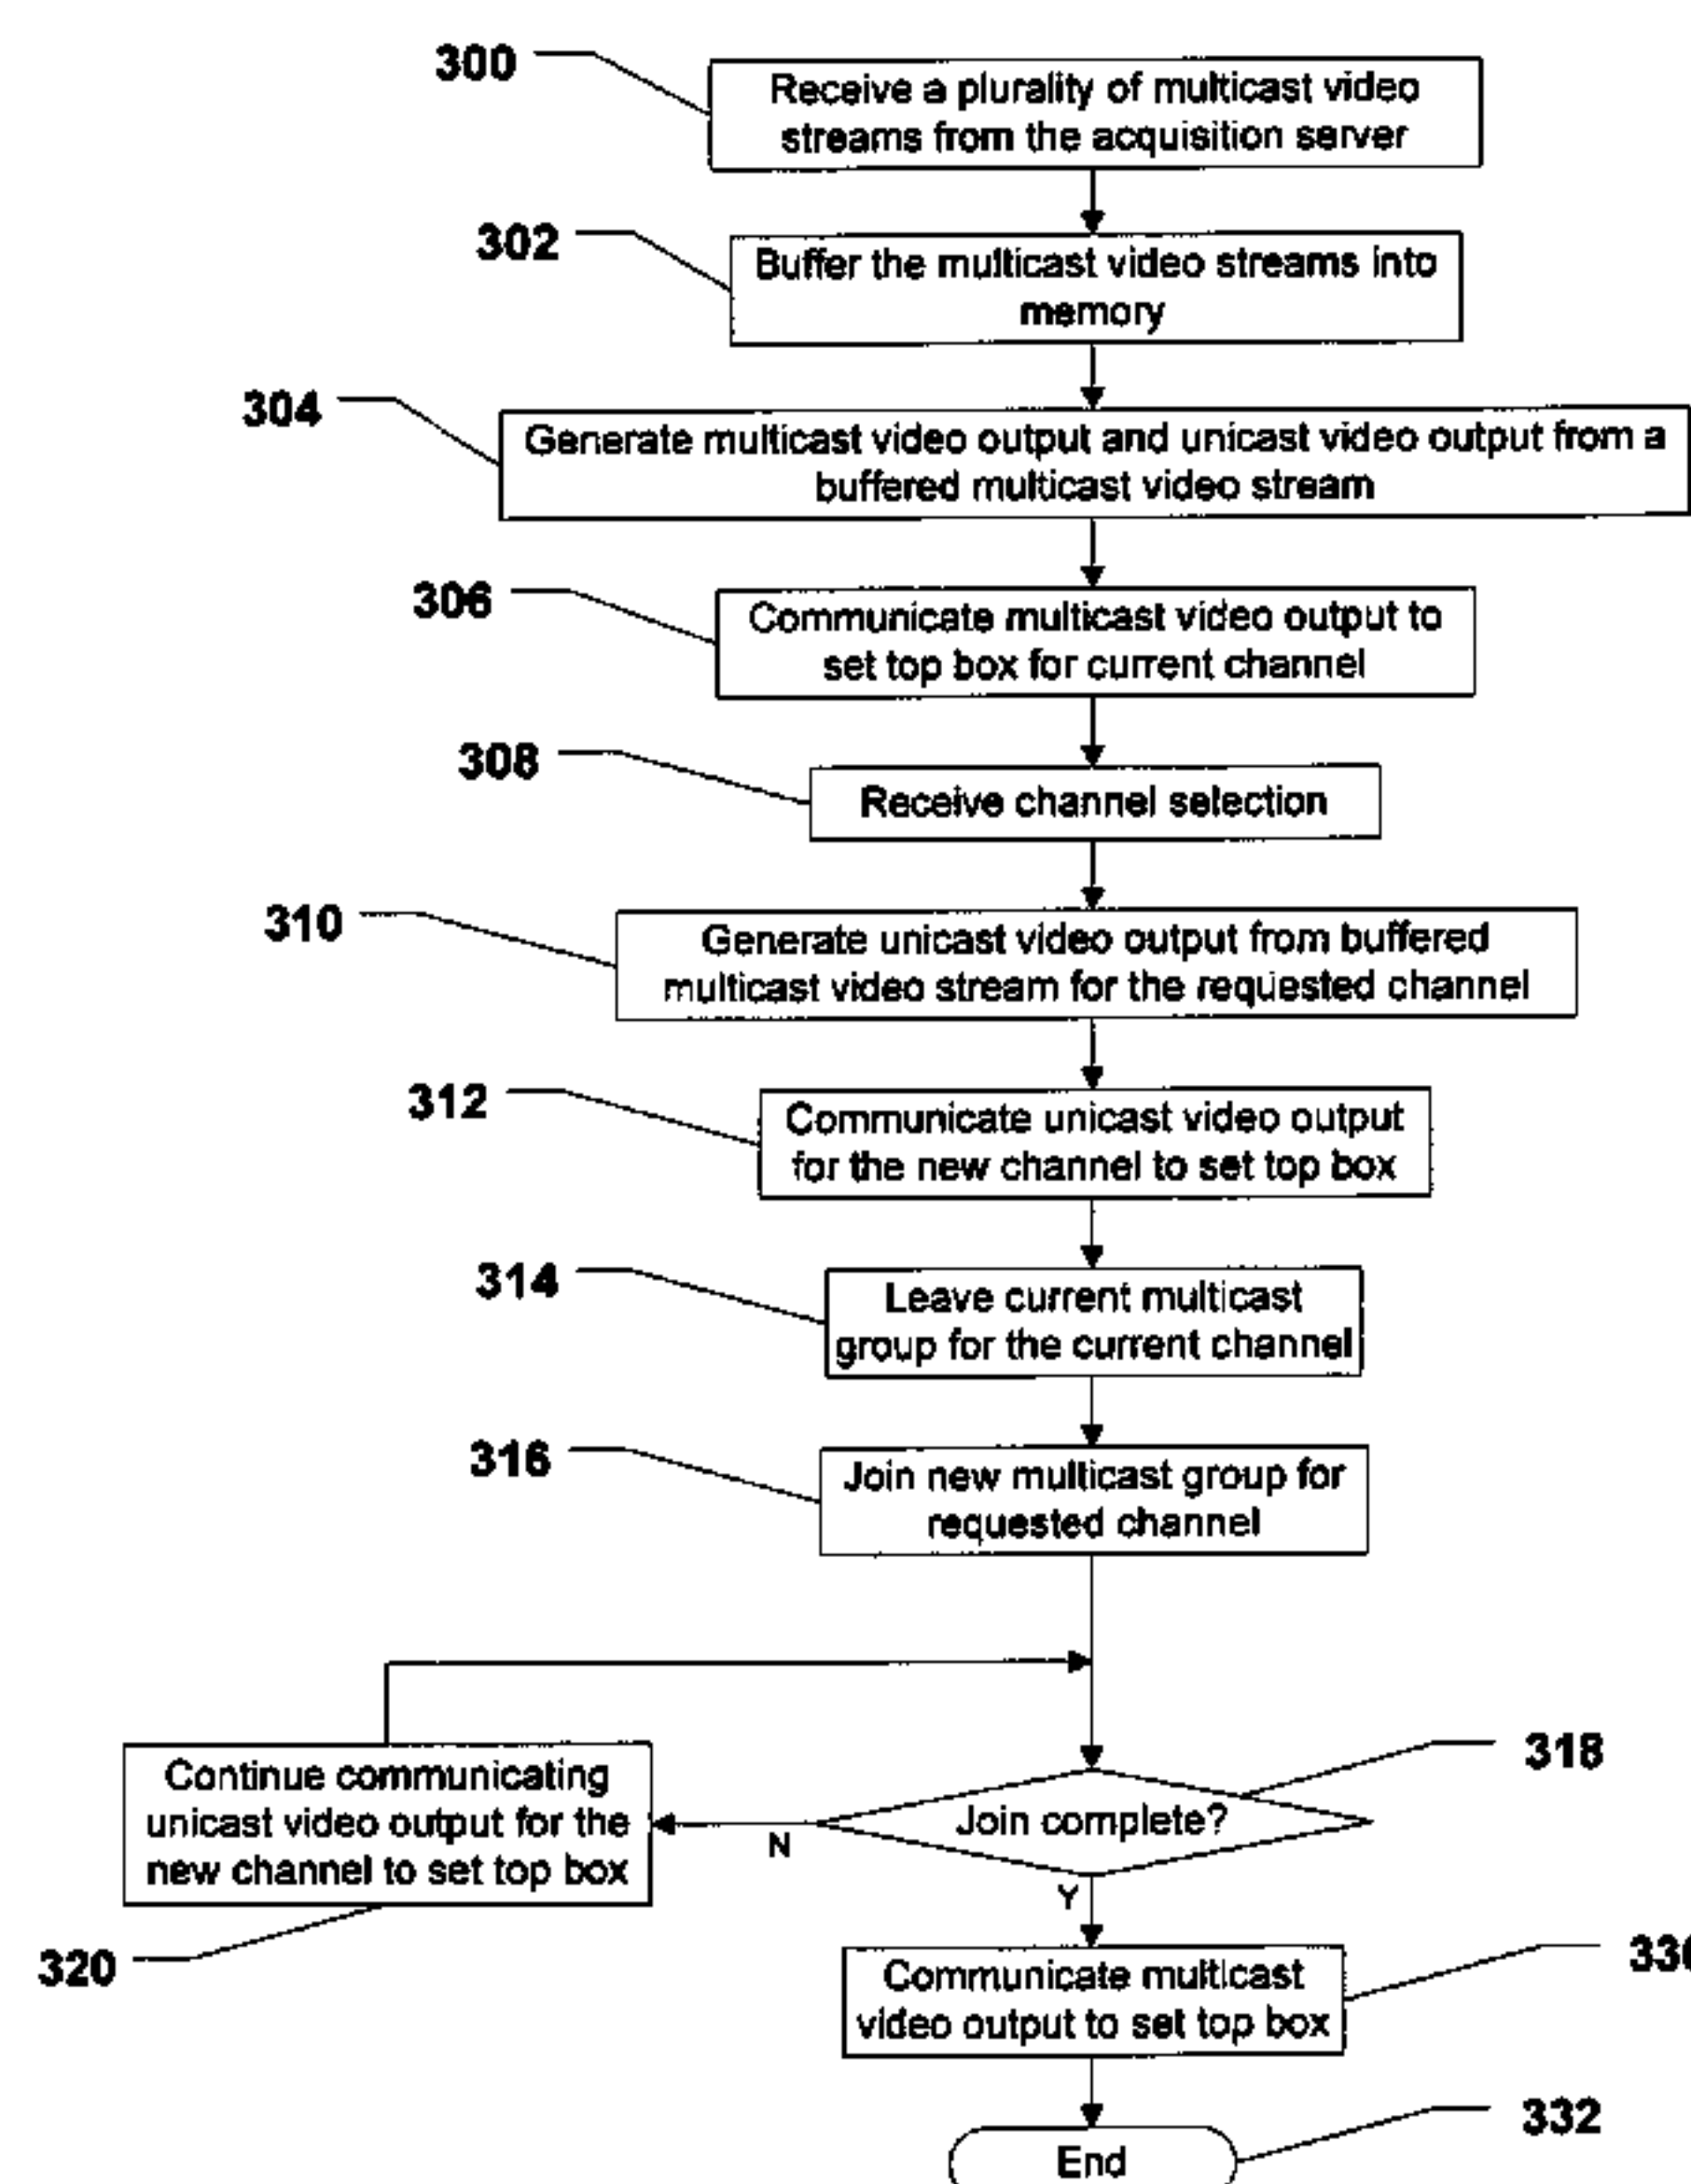 300
Receive a plurality of multicast video
streams from the acquisition server
302
Buffer the multicast video streams into
memory
304
Generate multicast video output and unicast video output from a
buffered multicast video stream
306
Communicate multicast video output to
set top box for current channel
308
Receive channel selection
310
Generate unicast video output from buffered
multicast video stream for the requested channel
312
Communicate unicast video output
for the new channel to set top box
314
Leave current multicast
group for the current channel
316
Join new multicast group for
requested channel
318
Join complete?
N
Y
Continue communicating
unicast video output for the
new channel to set top box
320
Communicate multicast
video output to set top box
332
End